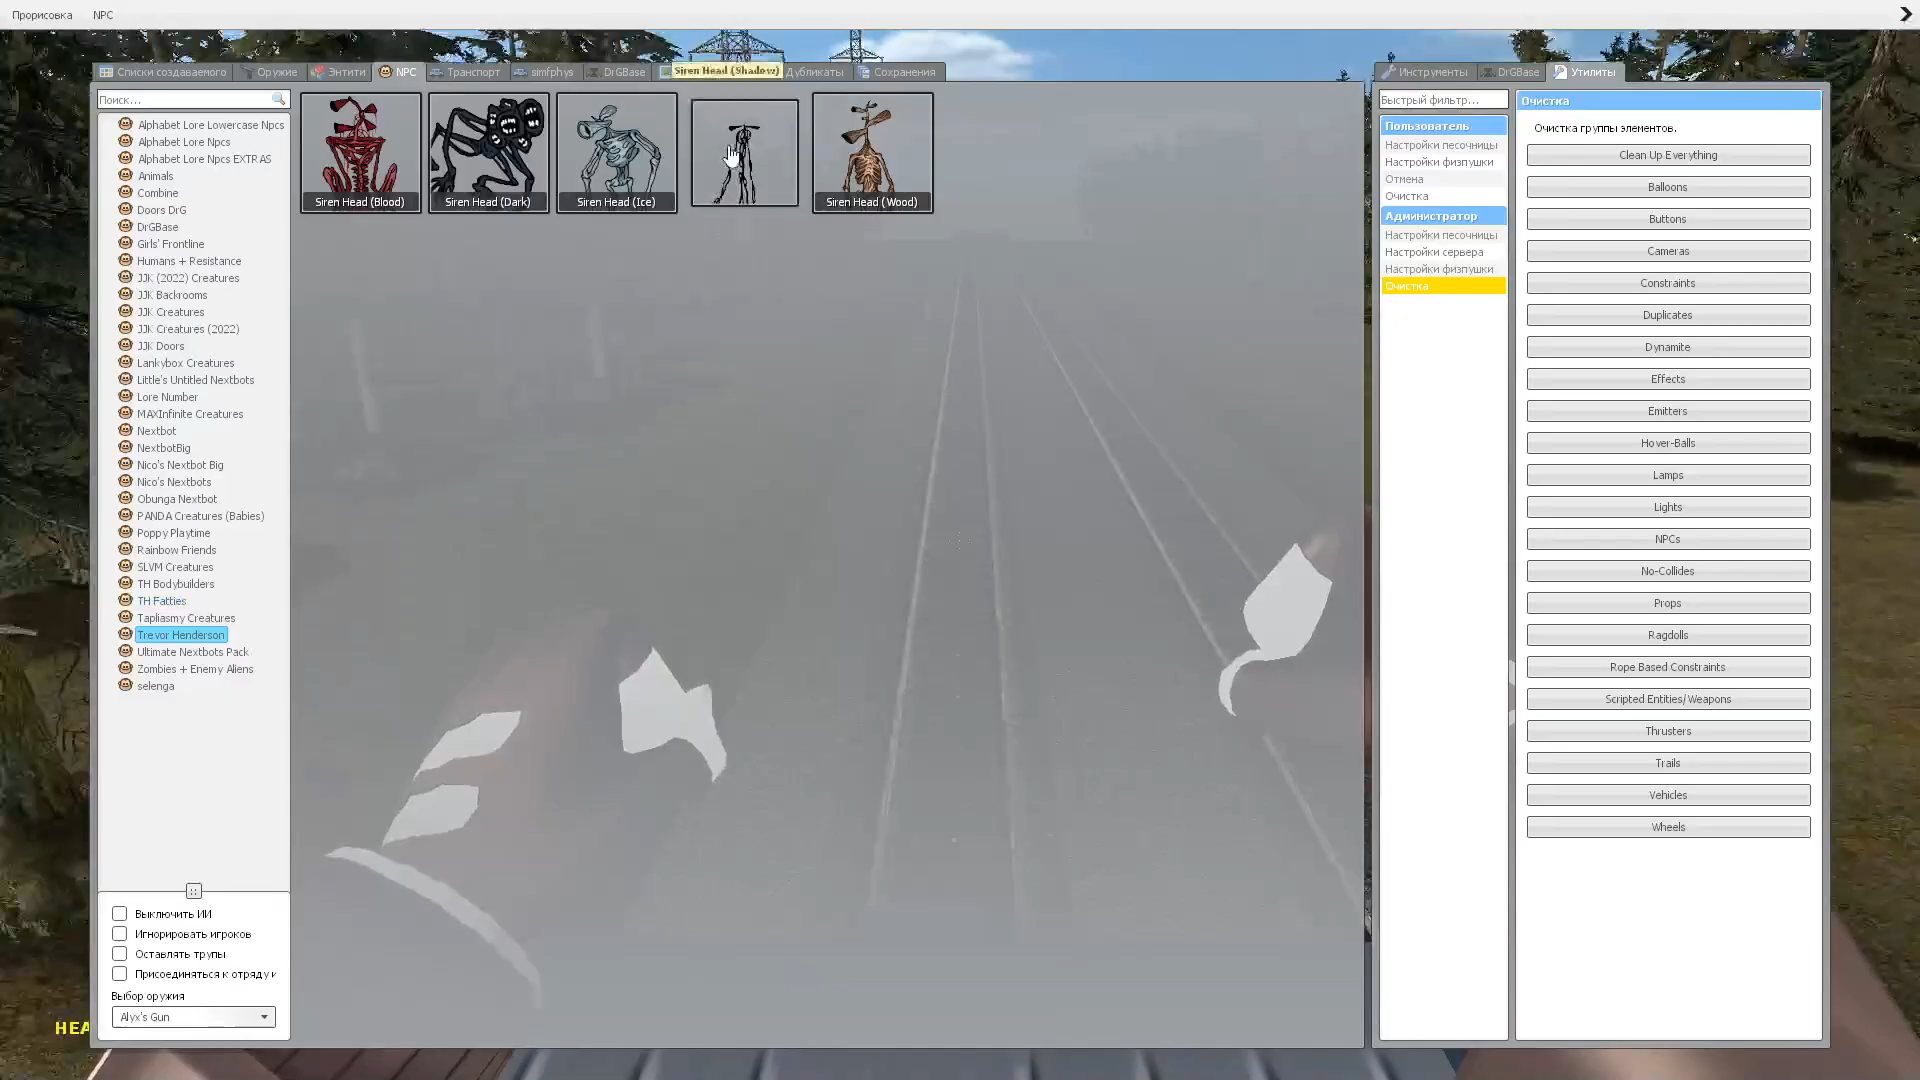 Прорисовка NPC
Списки создаваемого Оружие Энтити NPC Транспорт simfphys DrGBase Siren Head (Shadow) Дубликаты Сохранения
Поиск...
Alphabet Lore Lowercase Npcs
Alphabet Lore Npcs
Alphabet Lore Npcs EXTRAS
Animals
Combine
Doors DrG
DrGBase
Girls' Frontline
Humans + Resistance
JJK (2022) Creatures
JJK Backrooms
JJK Creatures
JJK Creatures (2022)
JJK Doors
Lankybox Creatures
Little's Untitled Nextbots
Lore Number
MAXInfinite Creatures
Nextbot
NextbotBig
Nico's Nextbot Big
Nico's Nextbots
Obunga Nextbot
PANDA Creatures (Babies)
Poppy Playtime
Rainbow Friends
SLVM Creatures
TH Bodybuilders
TH Fatties
Tapliasmy Creatures
Trevor Henderson
Ultimate Nextbots Pack
Zombies + Enemy Aliens
selenga
Выключить ИИ
Игнорировать игроков
Оставлять трупы
Присоединяться к отряду и
Выбор оружия
Alyx's Gun
HEA
Siren Head (Blood)
Siren Head (Dark)
Siren Head (Ice)
Siren Head (Wood)
Инструменты DrGBase Утилиты
Быстрый фильтр...
Пользователь
Настройки песочницы
Настройки физпушки
Отмена
Очистка
Администратор
Настройки песочницы
Настройки сервера
Настройки физпушки
Очистка
Очистка
Очистка группы элементов.
Clean Up Everything
Balloons
Buttons
Cameras
Constraints
Duplicates
Dynamite
Effects
Emitters
Hover-Balls
Lamps
Lights
NPCs
No-Collides
Props
Ragdolls
Rope Based Constraints
Scripted Entities/Weapons
Thrusters
Trails
Vehicles
Wheels